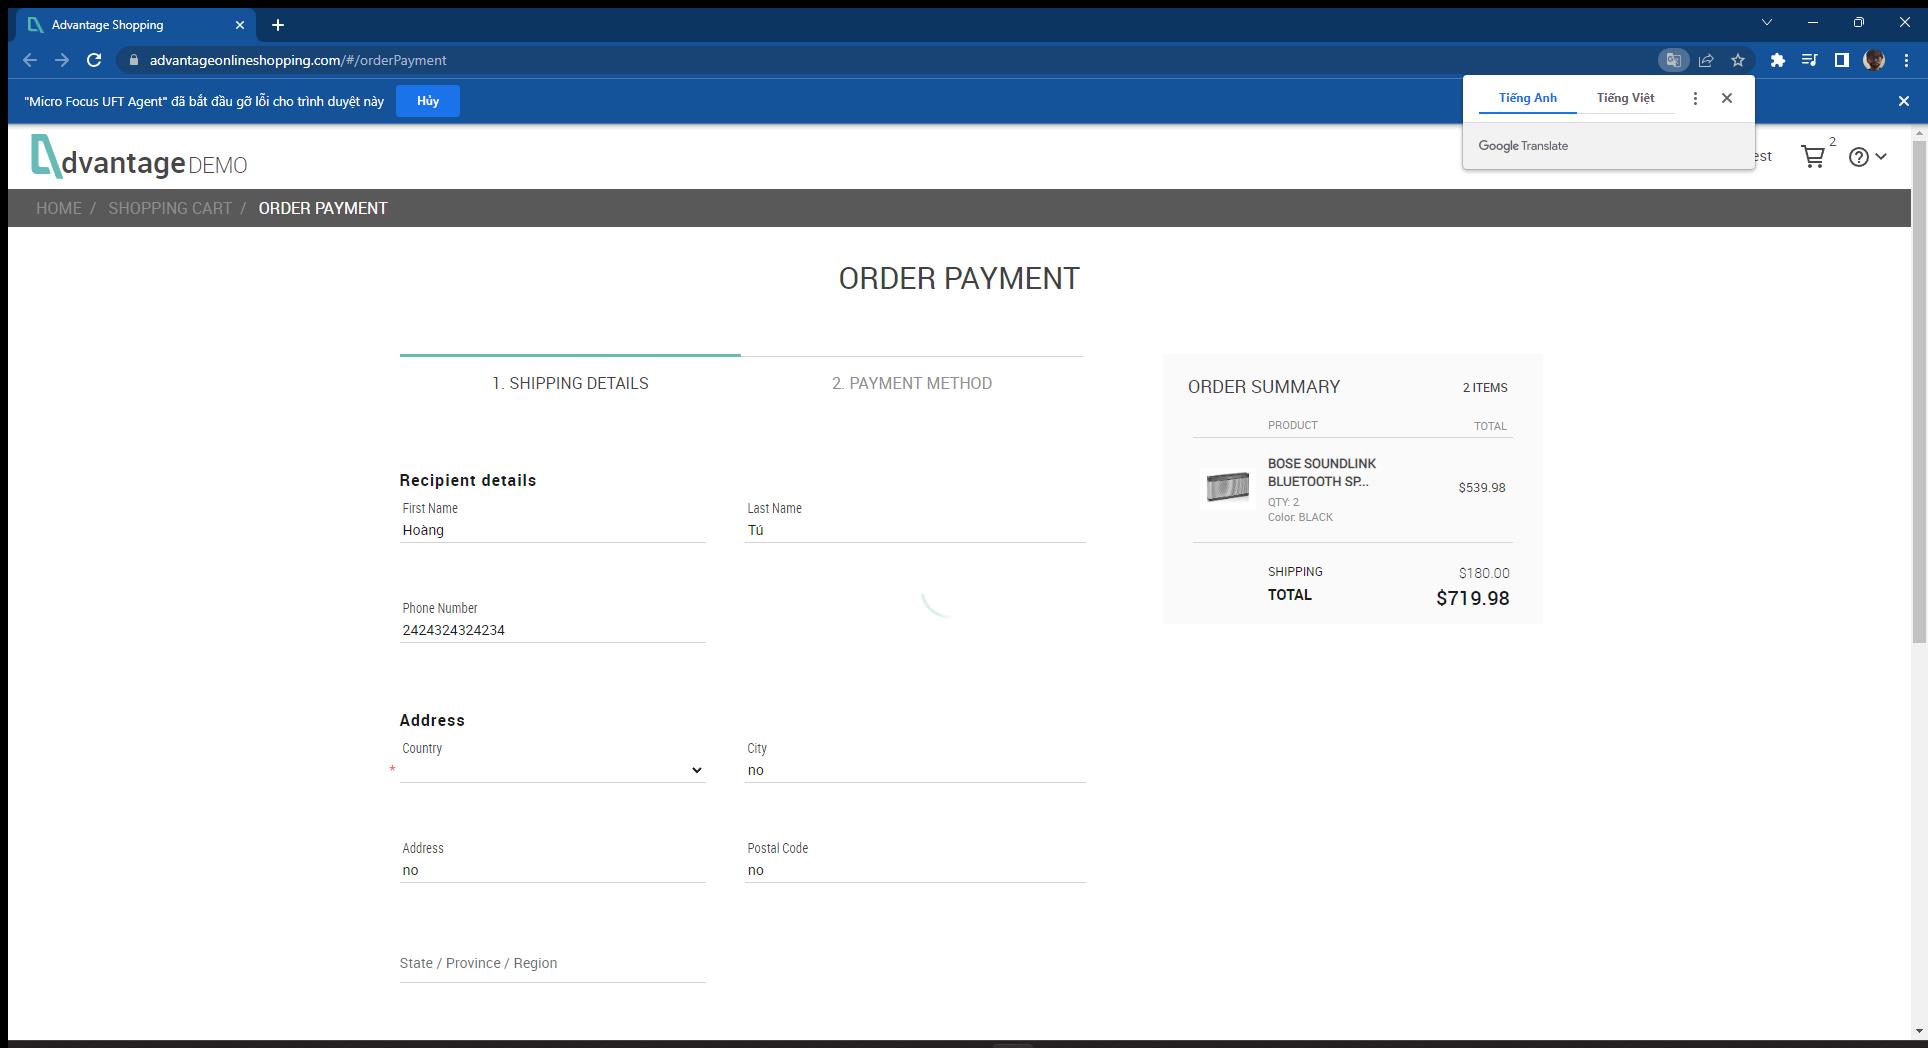 Advantage Shopping
advantageonlineshopping.com/#/orderPayment
"Micro Focus UFT Agent" đã bắt đầu gỡ lỗi cho trình duyệt này Hủy
Tiếng Anh Tiếng Việt
Google Translate
dvantage DEMO
est 2
HOME / SHOPPING CART / ORDER PAYMENT
ORDER PAYMENT
1. SHIPPING DETAILS 2. PAYMENT METHOD
Recipient details
First Name Last Name
Hoàng Tú
Phone Number
2424324324234
Address
Country City
* no
Address Postal Code
no no
State / Province / Region
ORDER SUMMARY 2 ITEMS
PRODUCT TOTAL
BOSE SOUNDLINK
BLUETOOTH SP...
$539.98
QTY: 2
Color: BLACK
SHIPPING $180.00
TOTAL $719.98